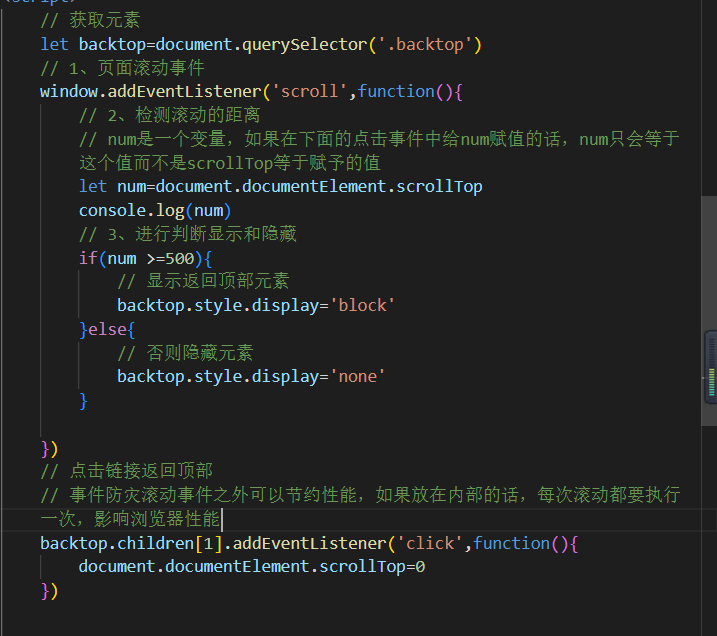 <script>
// 获取元素
let backtop=document.querySelector('.backtop')
// 1、页面滚动事件
window.addEventListener('scroll',function(){
// 2、检测滚动的距离
// num是一个变量，如果在下面的点击事件中给num赋值的话，num只会等于
这个值而不是scrollTop等于赋予的值
let num=document.documentElement.scrollTop
console.log(num)
// 3、进行判断显示和隐藏
if(num >=500){
// 显示返回顶部元素
backtop.style.display='block'
}else{
// 否则隐藏元素
backtop.style.display='none'
}
})
// 点击链接返回顶部
// 事件防灾滚动事件之外可以节约性能，如果放在内部的话，每次滚动都要执行
一次，影响浏览器性能
backtop.children[1].addEventListener('click',function(){
document.documentElement.scrollTop=0
})